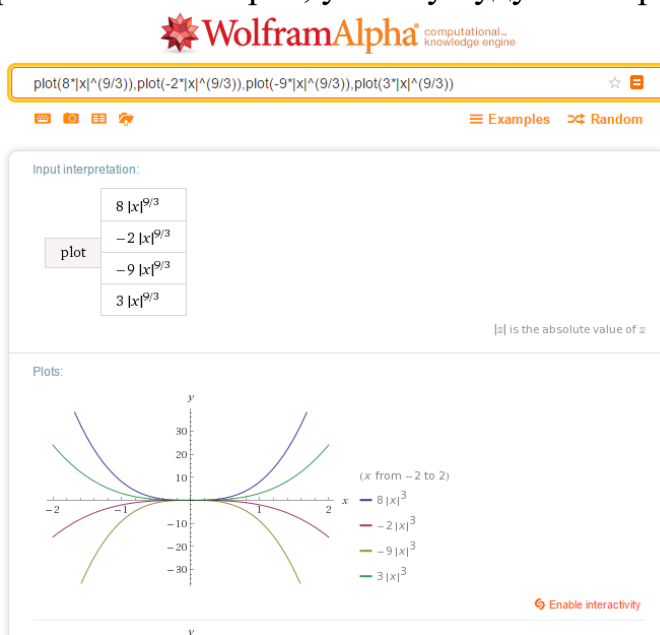 WolframAlpha computational... knowledge engine
plot(8*|x|^(9/3)),plot(-2*|x|^(9/3)),plot(-9*|x|^(9/3)),plot(3*|x|^(9/3))
Examples Random
Input interpretation:
plot
8 |x|^9/3
−2 |x|^9/3
−9 |x|^9/3
3 |x|^9/3
|z| is the absolute value of z
Plots:
y
30
20
10
−2 −1 1 2 x
−10
−20
−30
(x from −2 to 2)
8 |x|^3
−2 |x|^3
−9 |x|^3
3 |x|^3
Enable interactivity
y